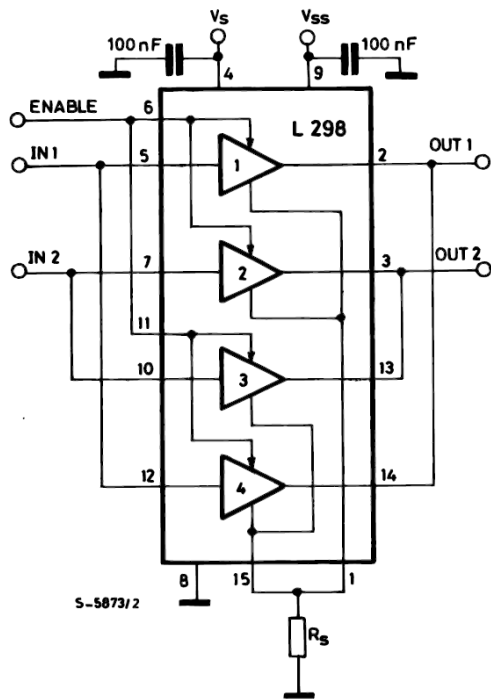 Vs Vss
100 nF 100 nF
4 9
ENABLE 6 L 298
IN 1 5 1 2 OUT 1
IN 2 7 2 3 OUT 2
11
10 3 13
12 4 14
8 15 1
S-5873/2
Rs